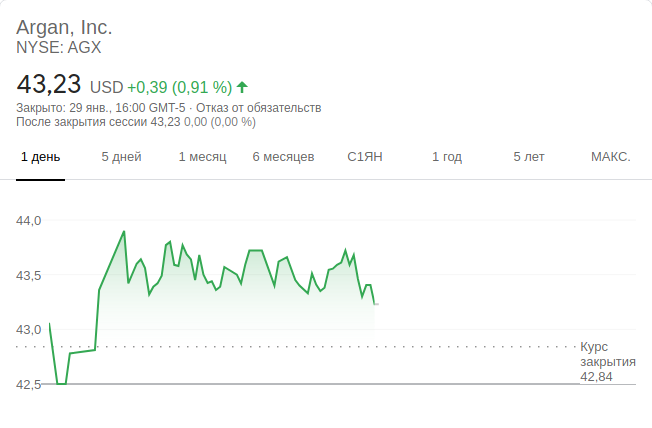 Argan, Inc.
NYSE: AGX
43,23 USD +0,39 (0,91 %)
Закрыто: 29 янв., 16:00 GMT-5 · Отказ от обязательств
После закрытия сессии 43,23 0,00 (0,00 %)
1 день 5 дней 1 месяц 6 месяцев С1ЯН 1 год 5 лет МАКС.
44,0
43,5
43,0
Курс
закрытия
42,84
42,5